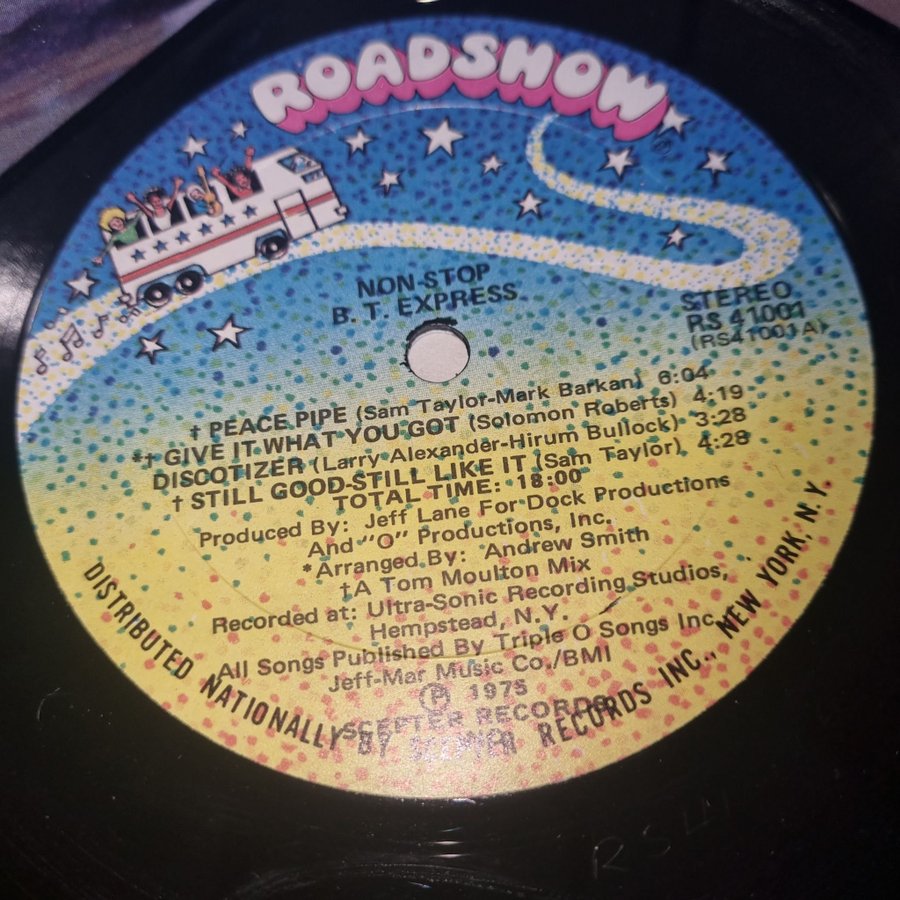 ROADSHOW
®
NON-STOP
B. T. EXPRESS
STEREO
RS 41001
(RS41001A)
† PEACE PIPE (Sam Taylor-Mark Barkan) 6:04
*† GIVE IT WHAT YOU GOT (Solomon Roberts) 4:19
DISCOTIZER (Larry Alexander-Hirum Bullock) 3:28
† STILL GOOD-STILL LIKE IT (Sam Taylor) 4:28
TOTAL TIME: 18:00
Produced By: Jeff Lane For Dock Productions
And "O" Productions, Inc.
*Arranged By: Andrew Smith
†A Tom Moulton Mix
Recorded at: Ultra-Sonic Recording Studios,
Hempstead, N.Y.
All Songs Published By Triple O Songs Inc./
Jeff-Mar Music Co./BMI
℗ 1975
SCEPTER RECORDS
DISTRIBUTED NATIONALLY BY SCEPTER RECORDS INC., NEW YORK, N.Y.